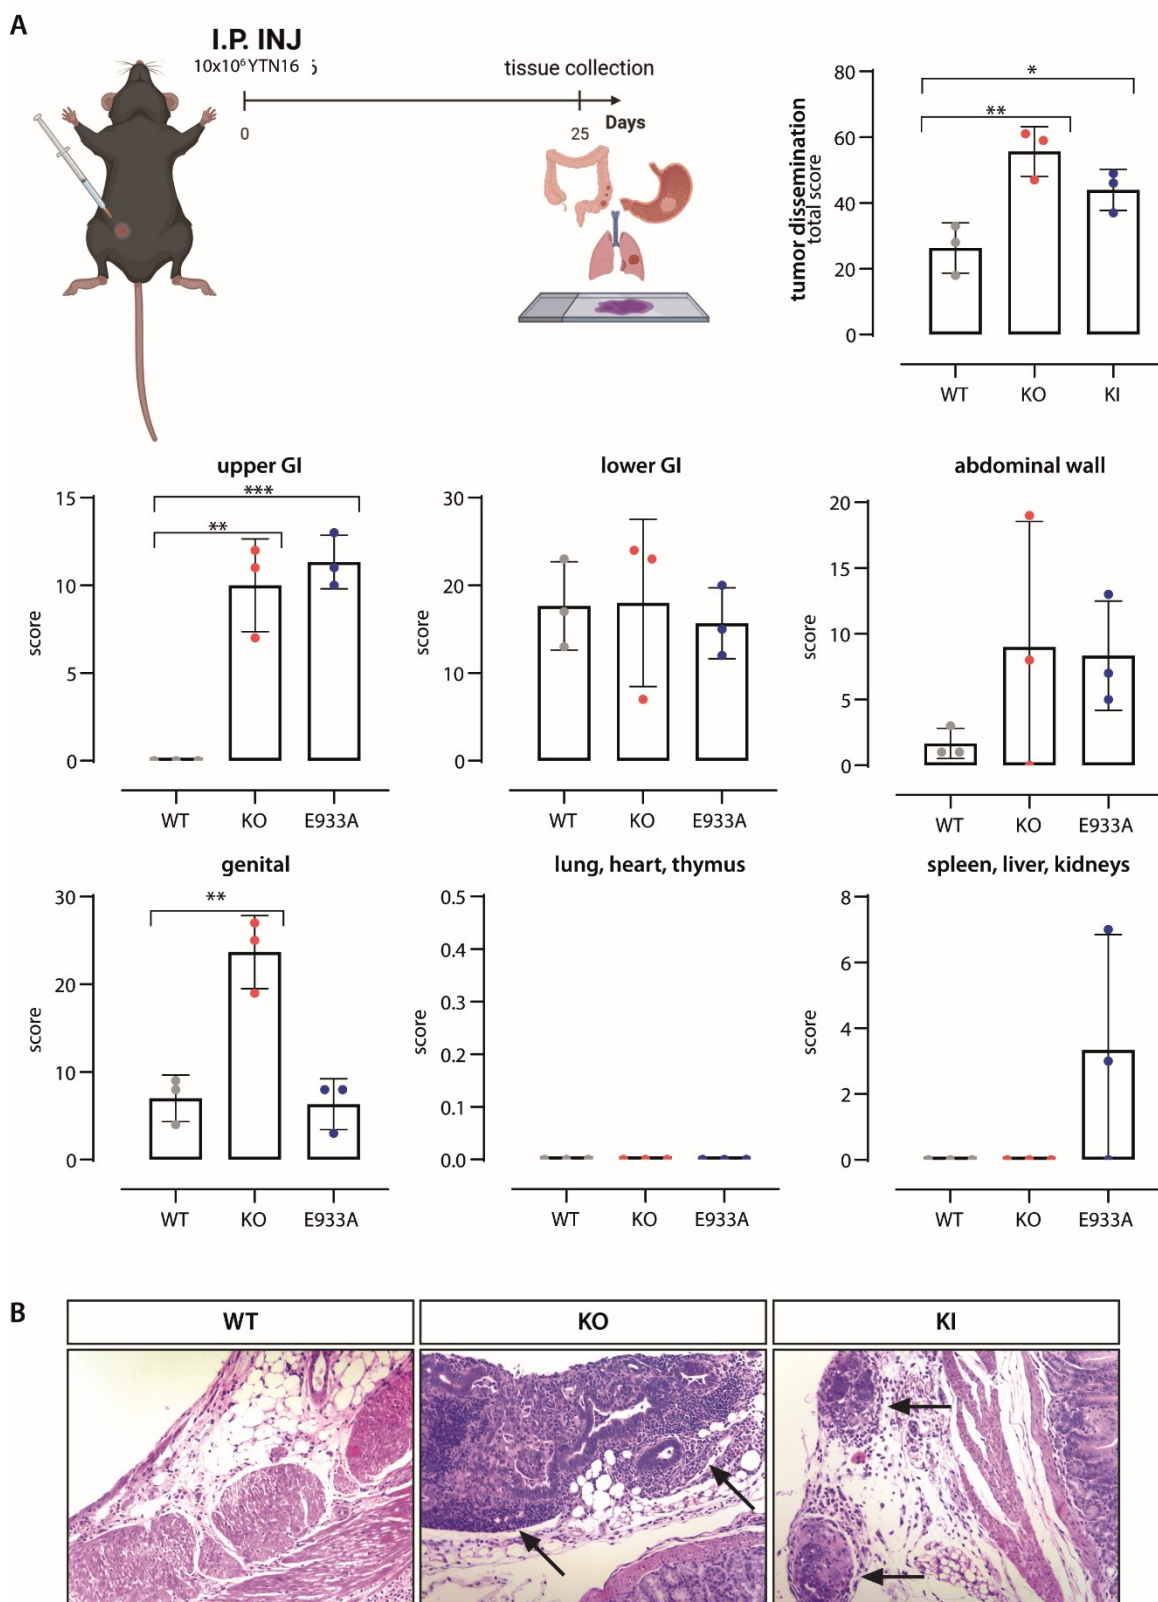 A
I.P. INJ
10x10⁶ YTN16
tissue collection
0
25
Days
tumor dissemination
total score
80
60
40
20
0
*
**
WT
KO
KI
upper GI
score
15
10
5
0
***
**
WT
KO
E933A
lower GI
score
30
20
10
0
WT
KO
E933A
abdominal wall
score
20
15
10
5
0
WT
KO
E933A
genital
score
30
20
10
0
**
WT
KO
E933A
lung, heart, thymus
score
0.5
0.4
0.3
0.2
0.1
0.0
WT
KO
E933A
spleen, liver, kidneys
score
8
6
4
2
0
WT
KO
E933A
B
WT
KO
KI